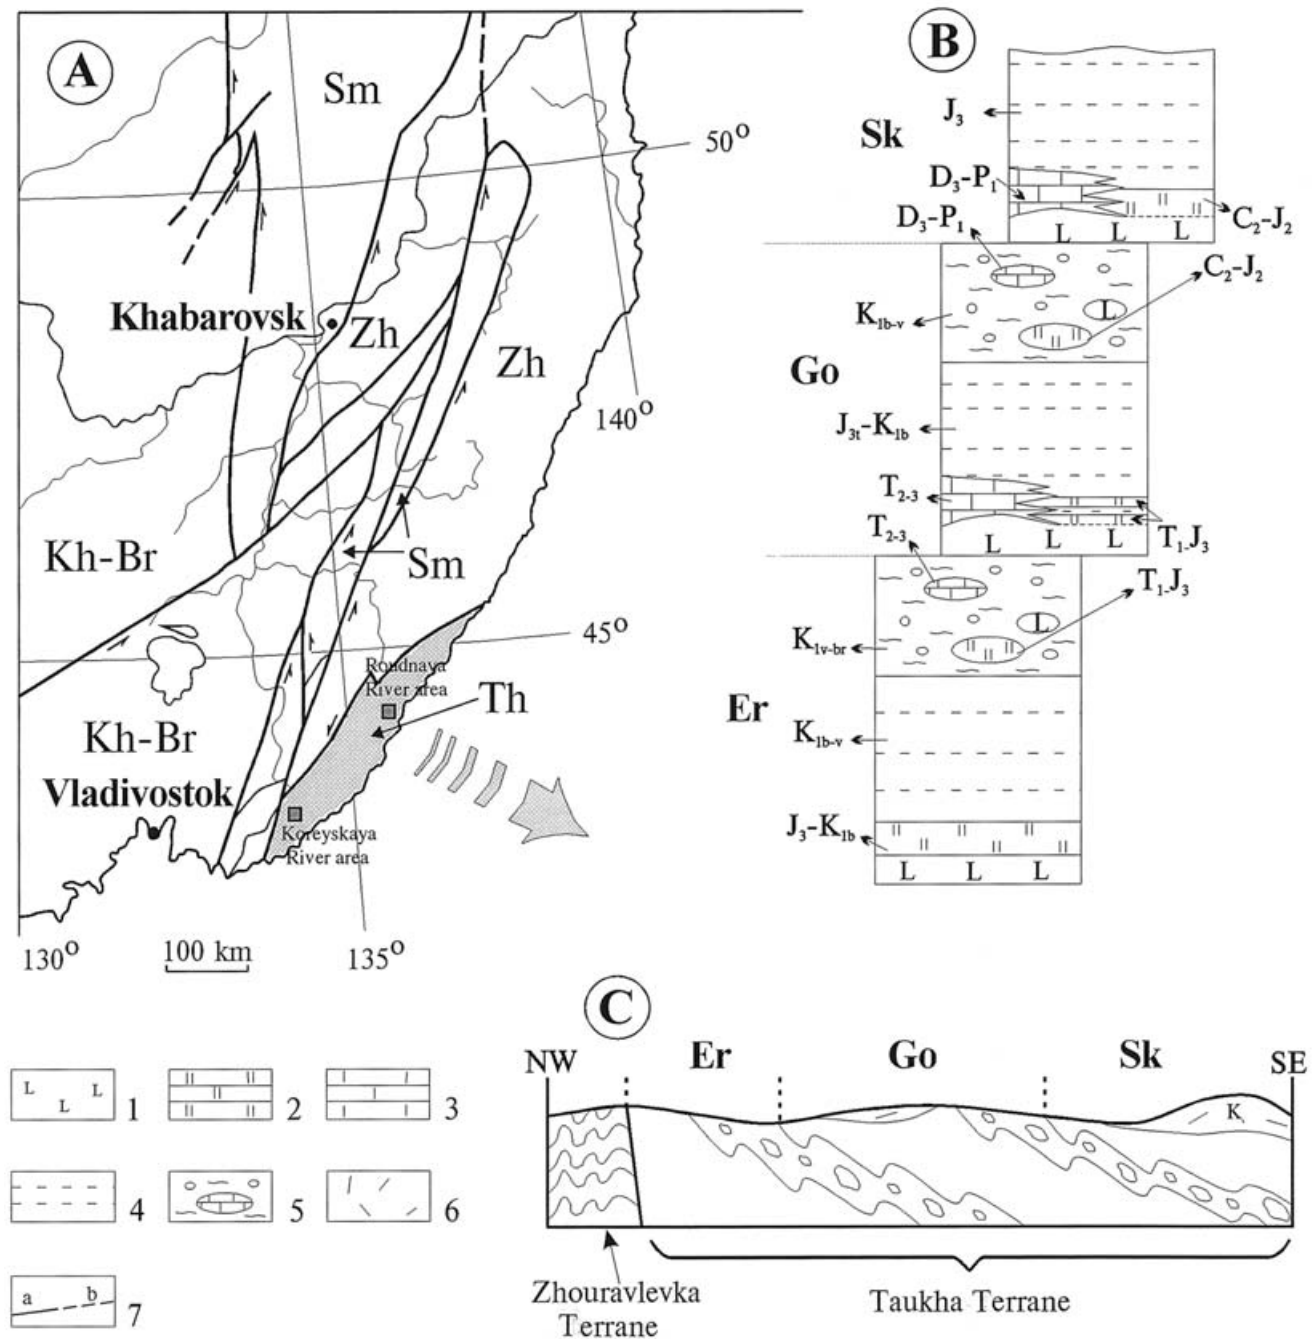 A
Sm
50°
Khabarovsk
Zh
Zh
140°
Kh-Br
Sm
45°
Roudnaya
River area
Th
Kh-Br
Vladivostok
Koreyskaya
River area
130°
100 km
135°
B
Sk
J3
D3-P1
D3-P1
C2-J2
L L L
C2-J2
L
K1b-v
Go
J3t-K1b
T2-3
T2-3
T1-J3
L L L
T1-J3
L
K1v-br
Er
K1b-v
J3-K1b
L L L
C
NW
Er
Go
Sk
SE
K
Zhouravlevka
Terrane
Taukha Terrane
L L
L
1
2
3
4
5
6
a b
7